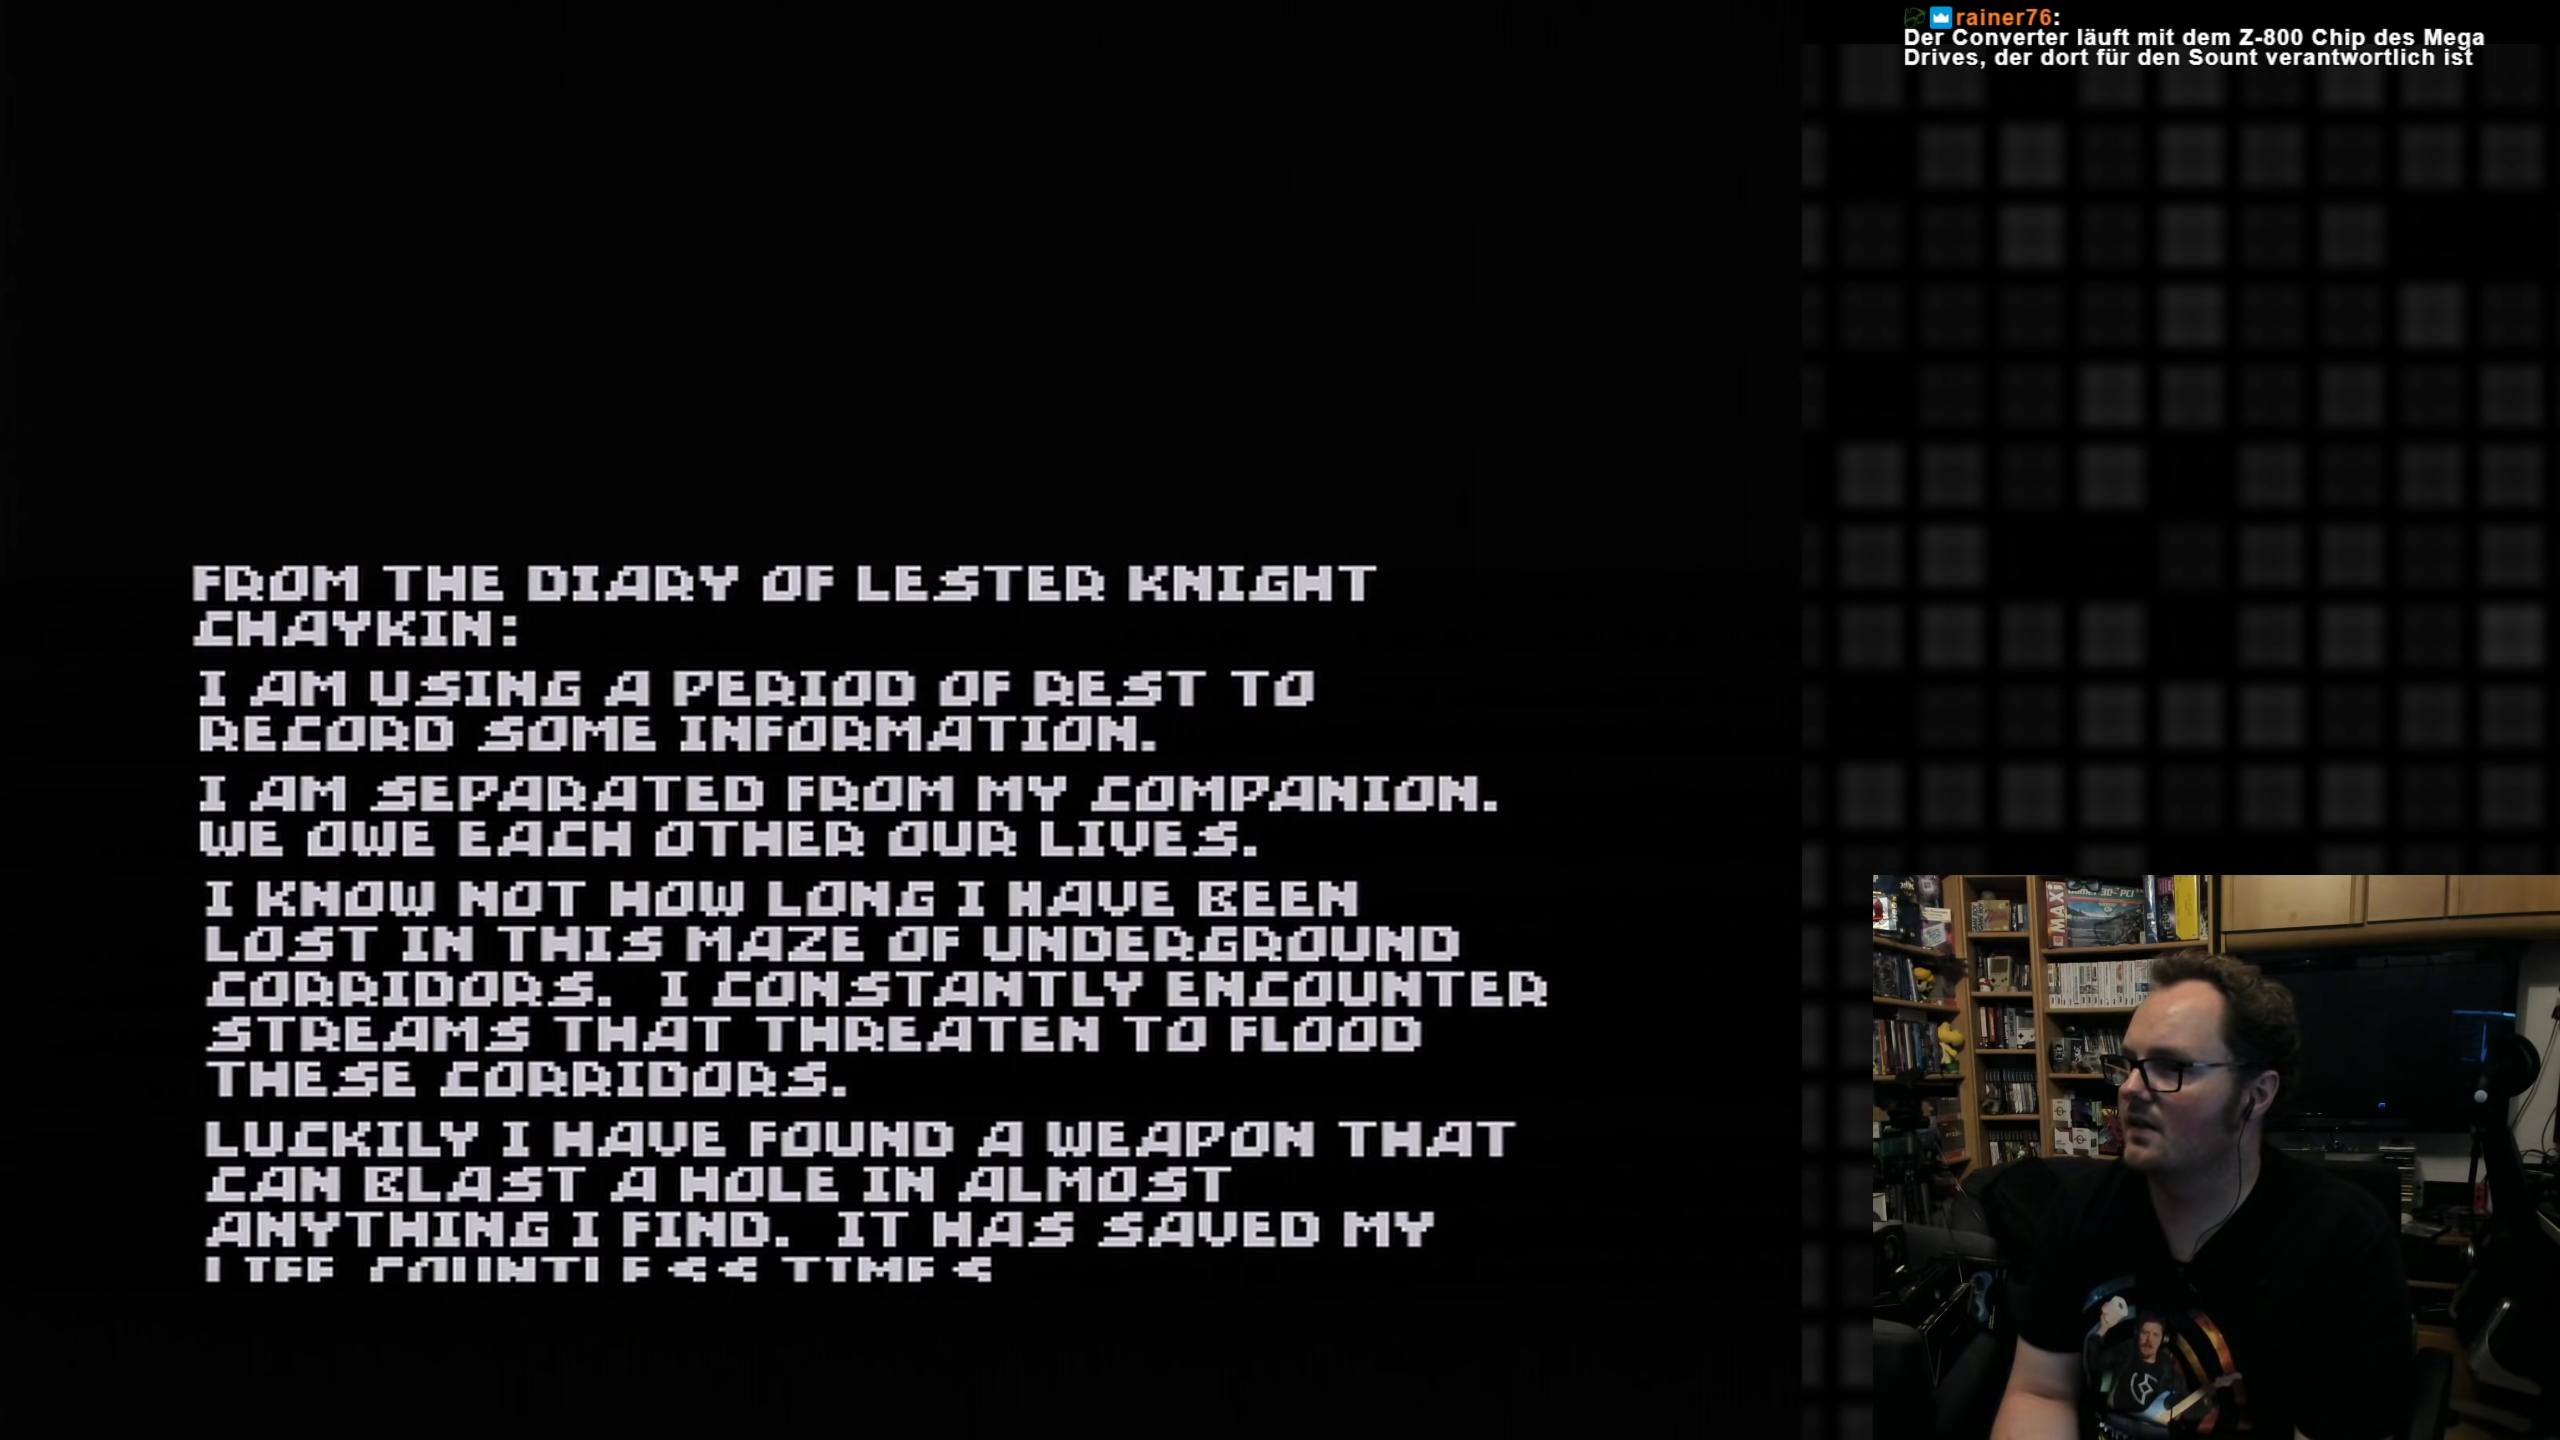 rainer76:
Der Converter läuft mit dem Z-800 Chip des Mega
Drives, der dort für den Sount verantwortlich ist
FROM THE DIARY OF LESTER KNIGHT
CHAYKIN:
I AM USING A PERIOD OF REST TO
RECORD SOME INFORMATION.
I AM SEPARATED FROM MY COMPANION.
WE OWE EACH OTHER OUR LIVES.
I KNOW NOT HOW LONG I HAVE BEEN
LOST IN THIS MAZE OF UNDERGROUND
CORRIDORS. I CONSTANTLY ENCOUNTER
STREAMS THAT THREATEN TO FLOOD
THESE CORRIDORS.
LUCKILY I HAVE FOUND A WEAPON THAT
CAN BLAST A HOLE IN ALMOST
ANYTHING I FIND. IT HAS SAVED MY
LIFE COUNTLESS TIMES
MAXI